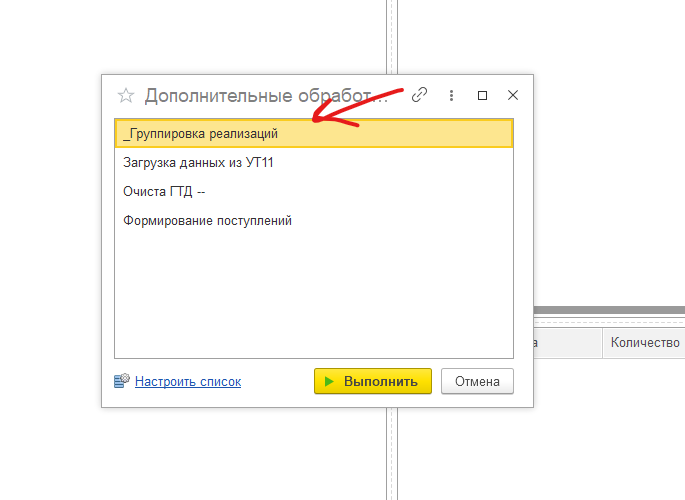 Дополнительные обработ...
_Группировка реализаций
Загрузка данных из УТ11
Очиста ГТД --
Формирование поступлений
а
Количество
Настроить список
Выполнить
Отмена